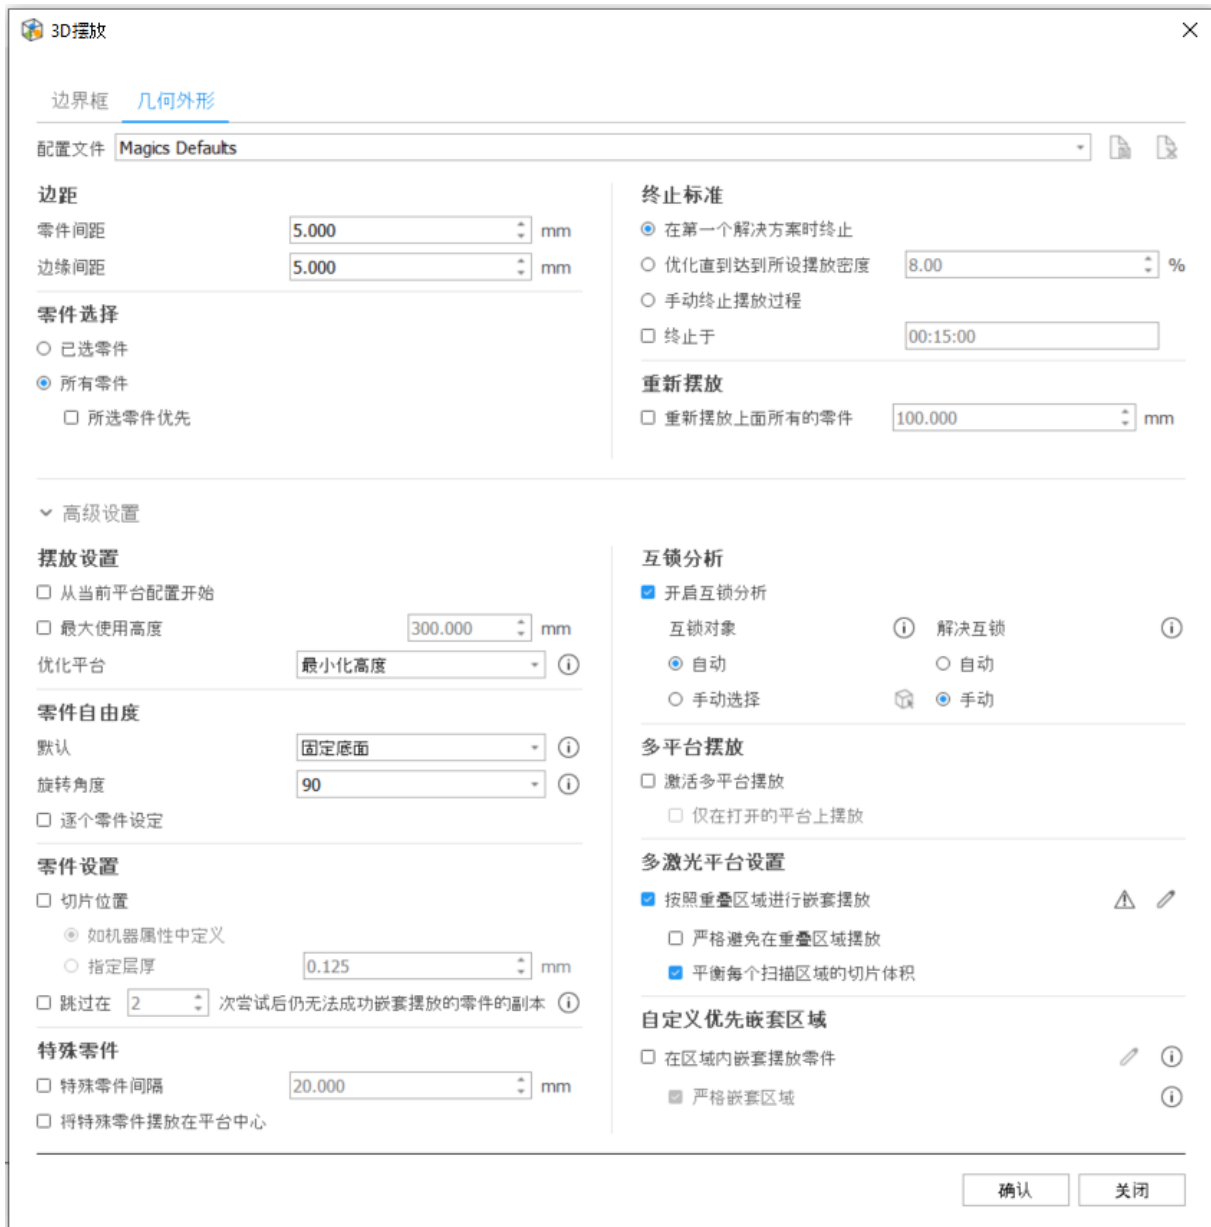 3D摆放
边界框 几何外形
配置文件 Magics Defaults
边距
零件间距 5.000 mm
边缘间距 5.000 mm
零件选择
已选零件
所有零件
所选零件优先
终止标准
在第一个解决方案时终止
优化直到达到所设摆放密度 8.00 %
手动终止摆放过程
终止于 00:15:00
重新摆放
重新摆放上面所有的零件 100.000 mm
高级设置
摆放设置
从当前平台配置开始
最大使用高度 300.000 mm
优化平台 最小化高度
零件自由度
默认 固定底面
旋转角度 90
逐个零件设定
零件设置
切片位置
如机器属性中定义
指定层厚 0.125 mm
跳过在 2 次尝试后仍无法成功嵌套摆放的零件的副本
特殊零件
特殊零件间隔 20.000 mm
将特殊零件摆放在平台中心
互锁分析
开启互锁分析
互锁对象 解决互锁
自动 自动
手动选择 手动
多平台摆放
激活多平台摆放
仅在打开的平台上摆放
多激光平台设置
按照重叠区域进行嵌套摆放
严格避免在重叠区域摆放
平衡每个扫描区域的切片体积
自定义优先嵌套区域
在区域内嵌套摆放零件
严格嵌套区域
确认 关闭